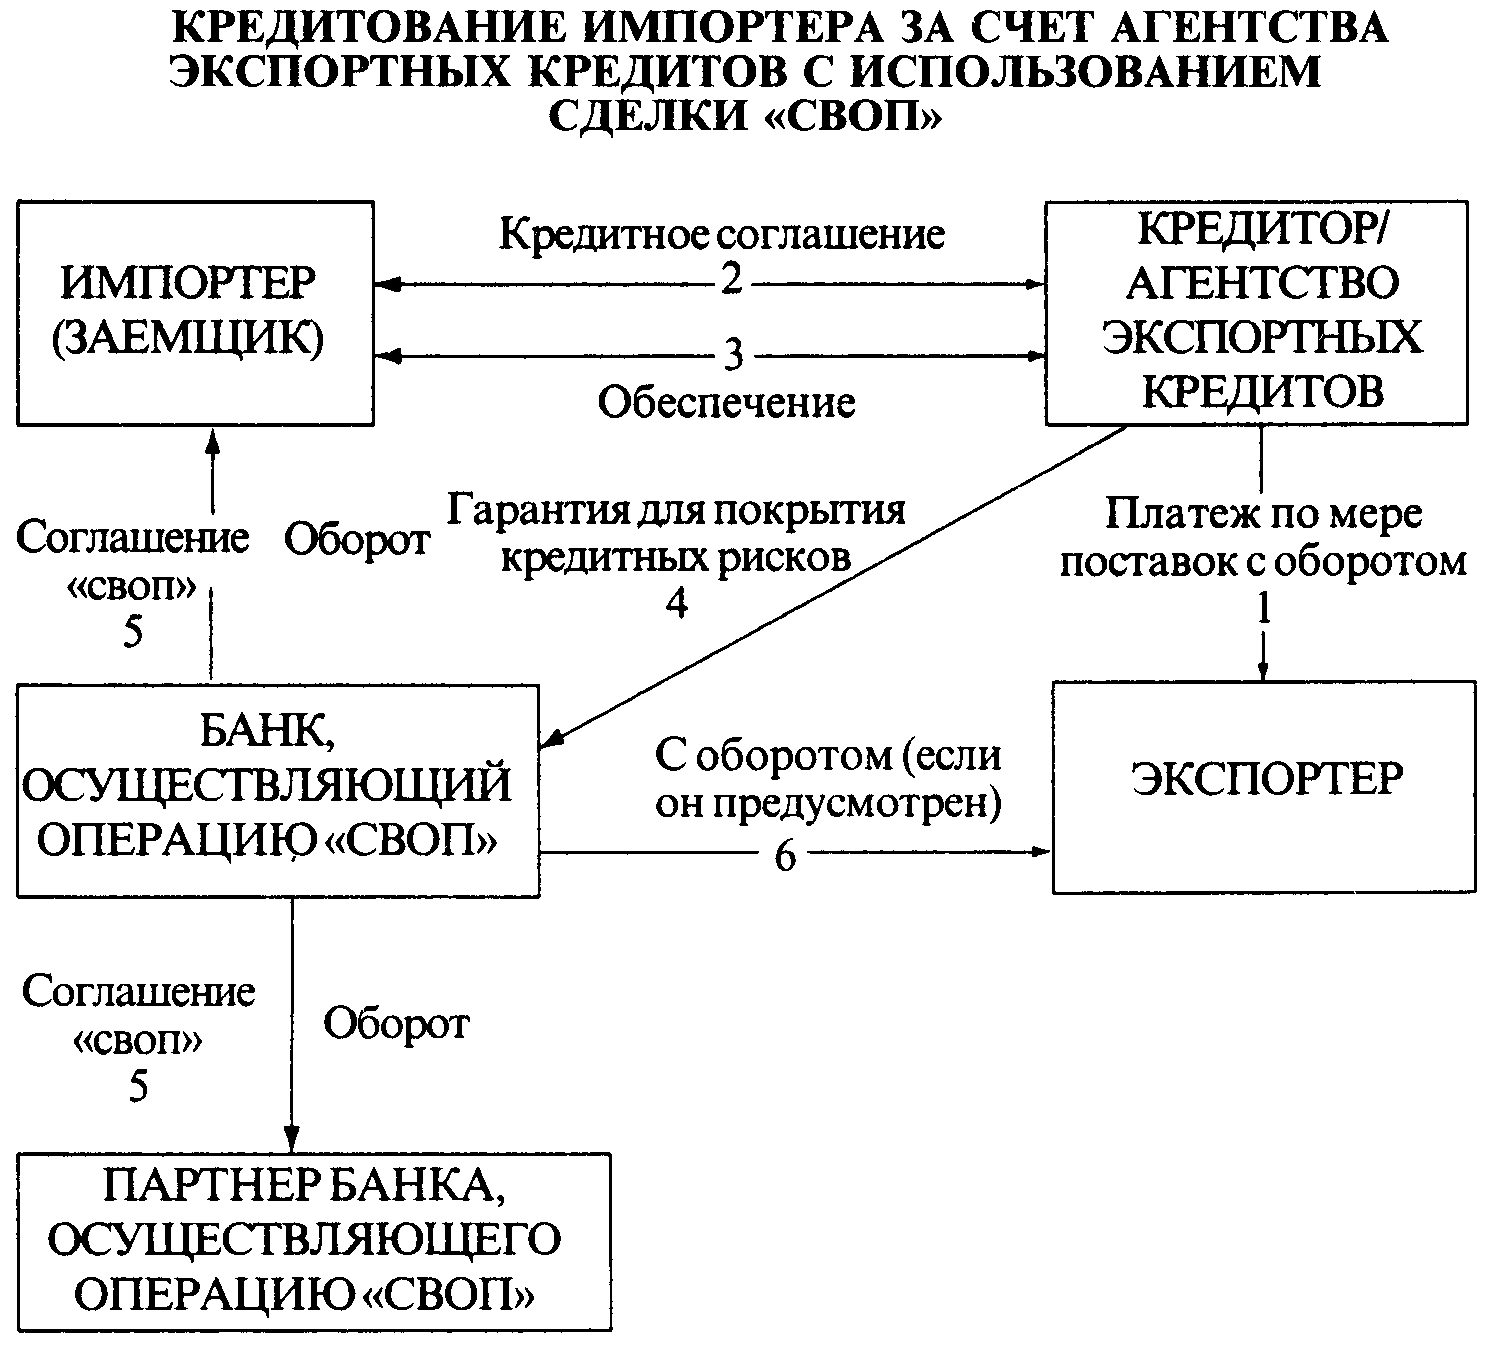 КРЕДИТОВАНИЕ ИМПОРТЕРА ЗА СЧЕТ АГЕНТСТВА
ЭКСПОРТНЫХ КРЕДИТОВ С ИСПОЛЬЗОВАНИЕМ
СДЕЛКИ «СВОП»
ИМПОРТЕР
(ЗАЕМЩИК)
Кредитное соглашение
2
3
Обеспечение
КРЕДИТОР/
АГЕНТСТВО
ЭКСПОРТНЫХ
КРЕДИТОВ
Соглашение
«своп»
5
Оборот
Гарантия для покрытия
кредитных рисков
4
Платеж по мере
поставок с оборотом
1
БАНК,
ОСУЩЕСТВЛЯЮЩИЙ
ОПЕРАЦИЮ «СВОП»
С оборотом (если
он предусмотрен)
6
ЭКСПОРТЕР
Соглашение
«своп»
5
Оборот
ПАРТНЕР БАНКА,
ОСУЩЕСТВЛЯЮЩЕГО
ОПЕРАЦИЮ «СВОП»